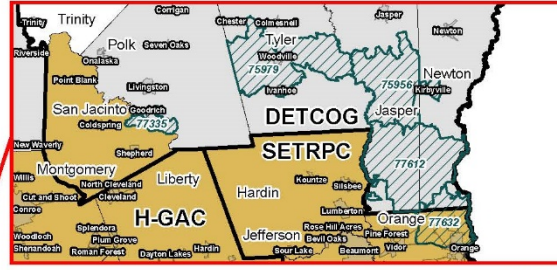 Corrigan
Trinity
Trinity
Chester
Colmesneil
Jasper
Tyler
Newton
Polk
Seven Oaks
Riverside
Onalaska
Woodville
75979
75956
Newton
Point Blank
Livingston
Ivanhoe
Kirbyville
San Jacinto
Goodrich
Jasper
Coldspring
77335
DETCOG
New Waverly
Shepherd
SETRPC
77612
Montgomery
Liberty
Willis
North Cleveland
Hardin
Kountze
Cut and Shoot
Cleveland
Silsbee
Conroe
H-GAC
Lumberton
Orange
77632
Splendora
Rose Hill Acres
Woodloch
Plum Grove
Jefferson
Bevil Oaks
Pine Forest
Shenandoah
Roman Forest
Dayton Lakes
Hardin
Sour Lake
Beaumont
Vidor
Orange